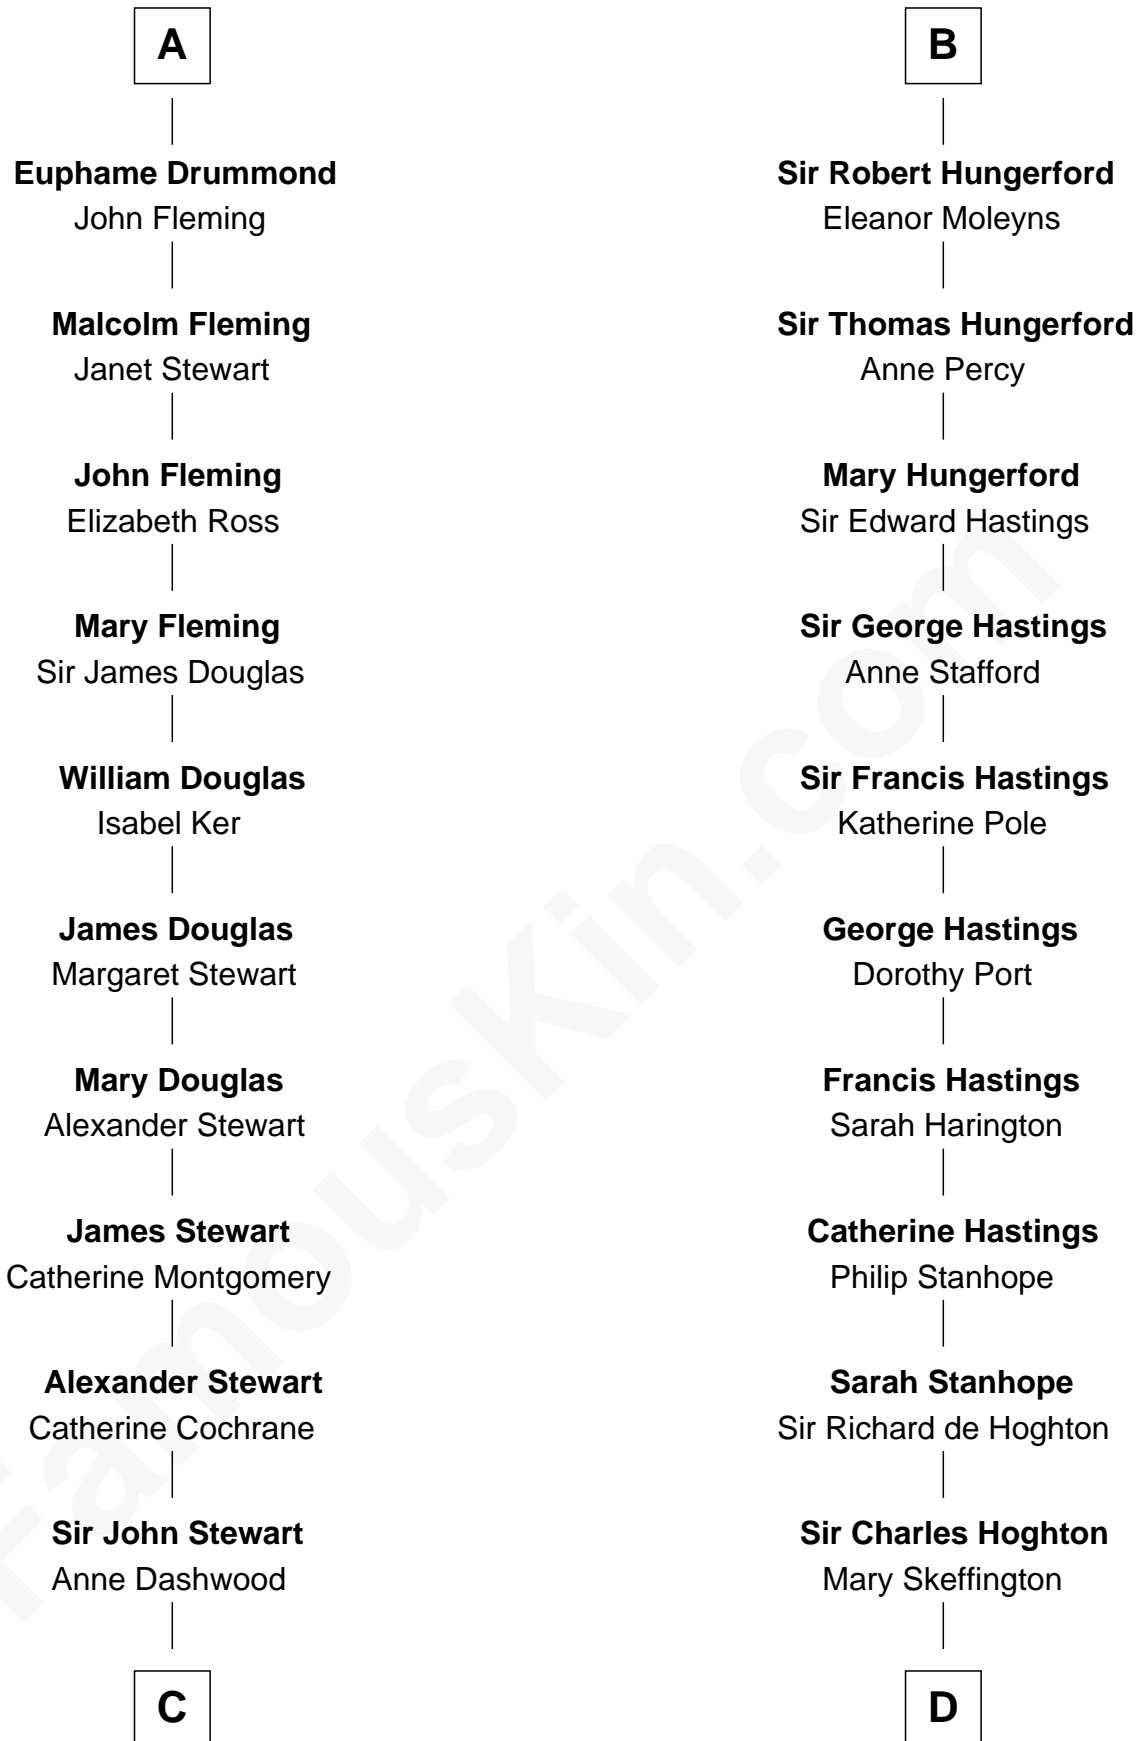 A
Euphame Drummond
John Fleming
Malcolm Fleming
Janet Stewart
John Fleming
Elizabeth Ross
Mary Fleming
Sir James Douglas
William Douglas
Isabel Ker
James Douglas
Margaret Stewart
Mary Douglas
Alexander Stewart
James Stewart
Catherine Montgomery
Alexander Stewart
Catherine Cochrane
Sir John Stewart
Anne Dashwood
C
B
Sir Robert Hungerford
Eleanor Moleyns
Sir Thomas Hungerford
Anne Percy
Mary Hungerford
Sir Edward Hastings
Sir George Hastings
Anne Stafford
Sir Francis Hastings
Katherine Pole
George Hastings
Dorothy Port
Francis Hastings
Sarah Harington
Catherine Hastings
Philip Stanhope
Sarah Stanhope
Sir Richard de Hoghton
Sir Charles Hoghton
Mary Skeffington
D
FamousKin.com